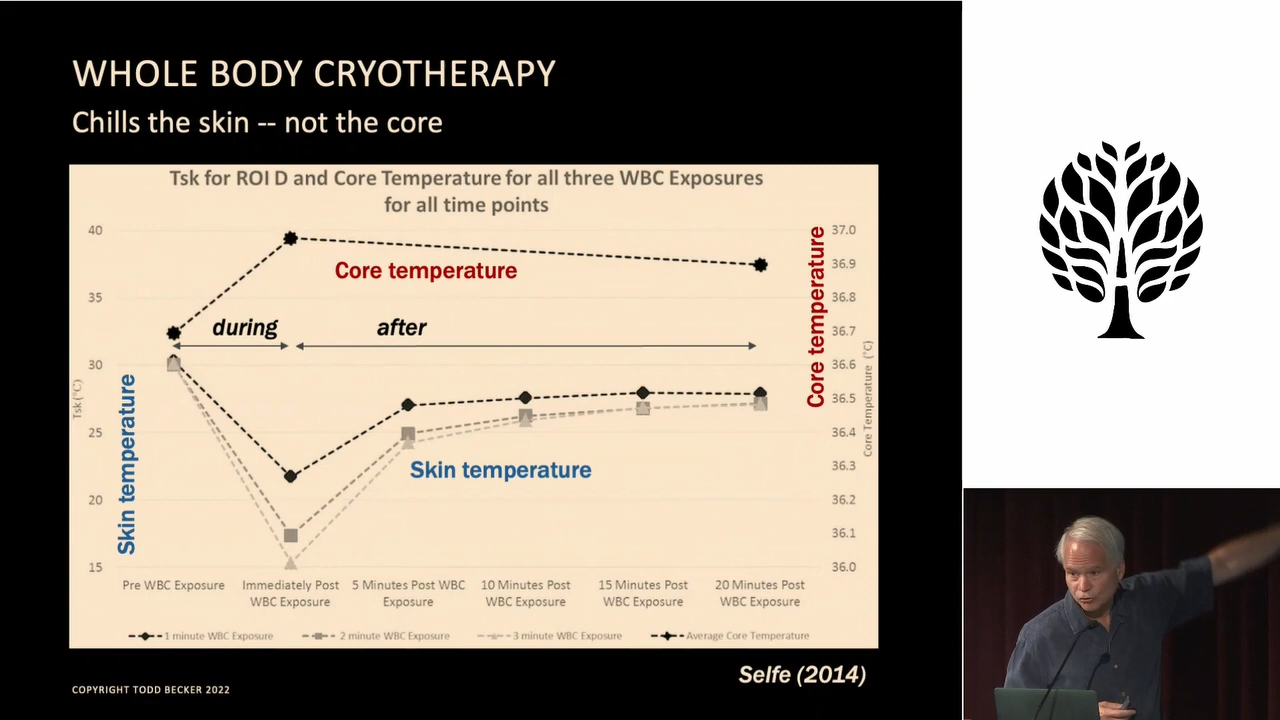 WHOLE BODY CRYOTHERAPY
Chills the skin -- not the core
Tsk for ROI D and Core Temperature for all three WBC Exposures
for all time points
40
35
30
25
20
15
Tsk (°C)
Skin temperature
Core temperature
during
after
Skin temperature
Core temperature
37.0
36.9
36.8
36.7
36.6
36.5
36.4
36.3
36.2
36.1
36.0
Core Temperature (°C)
Pre WBC Exposure
Immediately Post
WBC Exposure
5 Minutes Post WBC
Exposure
10 Minutes Post
WBC Exposure
15 Minutes Post
WBC Exposure
20 Minutes Post
WBC Exposure
1 minute WBC Exposure
2 minute WBC Exposure
3 minute WBC Exposure
Average Core Temperature
Selfe (2014)
COPYRIGHT TODD BECKER 2022